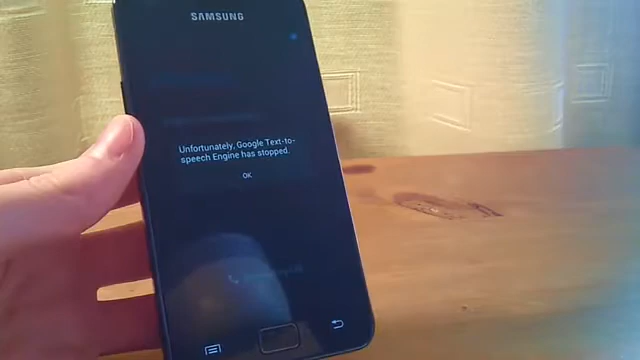 SAMSUNG
Unfortunately, Google Text-to-
speech Engine has stopped.
OK